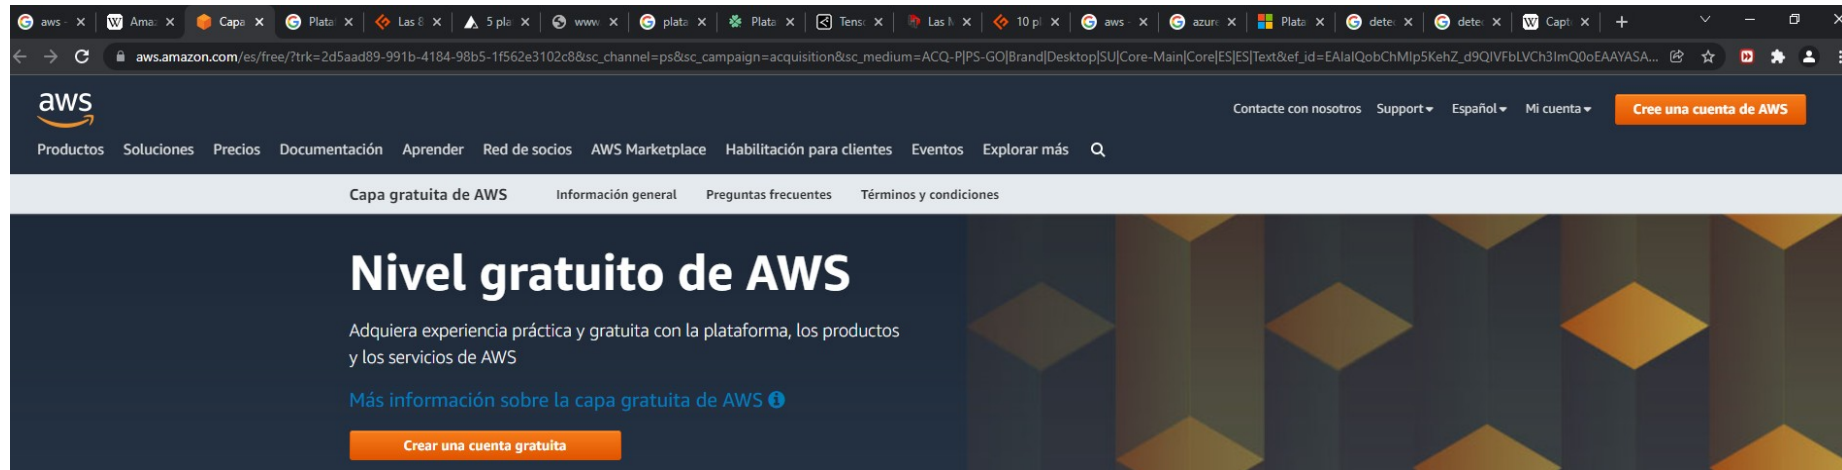 aws - Ama: Capa Plata Las 8 5 pla www plata Plata Tens Las 10 pl aws - azure Plata detec detec Capt
aws.amazon.com/es/free/?trk=2d5aad89-991b-4184-98b5-1f562e3102c8&sc_channel=ps&sc_campaign=acquisition&sc_medium=ACQ-P|PS-GO|Brand|Desktop|SU|Core-Main|Core|ES|ES|Text&ef_id=EAIaIQobChMIp5KehZ_d9QIVFbLVCh3ImQ0oEAAYASA...
aws
Contacte con nosotros Support Español Mi cuenta Cree una cuenta de AWS
Productos Soluciones Precios Documentación Aprender Red de socios AWS Marketplace Habilitación para clientes Eventos Explorar más
Capa gratuita de AWS Información general Preguntas frecuentes Términos y condiciones
Nivel gratuito de AWS
Adquiera experiencia práctica y gratuita con la plataforma, los productos
y los servicios de AWS
Más información sobre la capa gratuita de AWS
Crear una cuenta gratuita